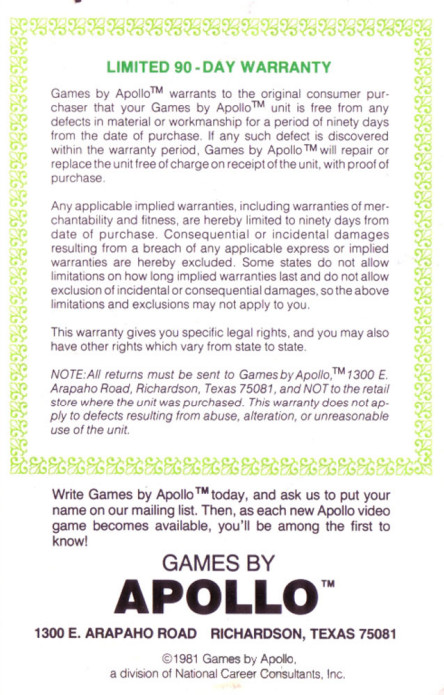 LIMITED 90-DAY WARRANTY
Games by Apollo™ warrants to the original consumer pur-
chaser that your Games by Apollo™ unit is free from any
defects in material or workmanship for a period of ninety days
from the date of purchase. If any such defect is discovered
within the warranty period, Games by Apollo™ will repair or
replace the unit free of charge on receipt of the unit, with proof of
purchase.
Any applicable implied warranties, including warranties of mer-
chantability and fitness, are hereby limited to ninety days from
date of purchase. Consequential or incidental damages
resulting from a breach of any applicable express or implied
warranties are hereby excluded. Some states do not allow
limitations on how long implied warranties last and do not allow
exclusion of incidental or consequential damages, so the above
limitations and exclusions may not apply to you.
This warranty gives you specific legal rights, and you may also
have other rights which vary from state to state.
NOTE: All returns must be sent to Games by Apollo,™ 1300 E.
Arapaho Road, Richardson, Texas 75081, and NOT to the retail
store where the unit was purchased. This warranty does not ap-
ply to defects resulting from abuse, alteration, or unreasonable
use of the unit.
Write Games by Apollo™ today, and ask us to put your
name on our mailing list. Then, as each new Apollo video
game becomes available, you'll be among the first to
know!
GAMES BY
APOLLO™
1300 E. ARAPAHO ROAD RICHARDSON, TEXAS 75081
©1981 Games by Apollo,
a division of National Career Consultants, Inc.